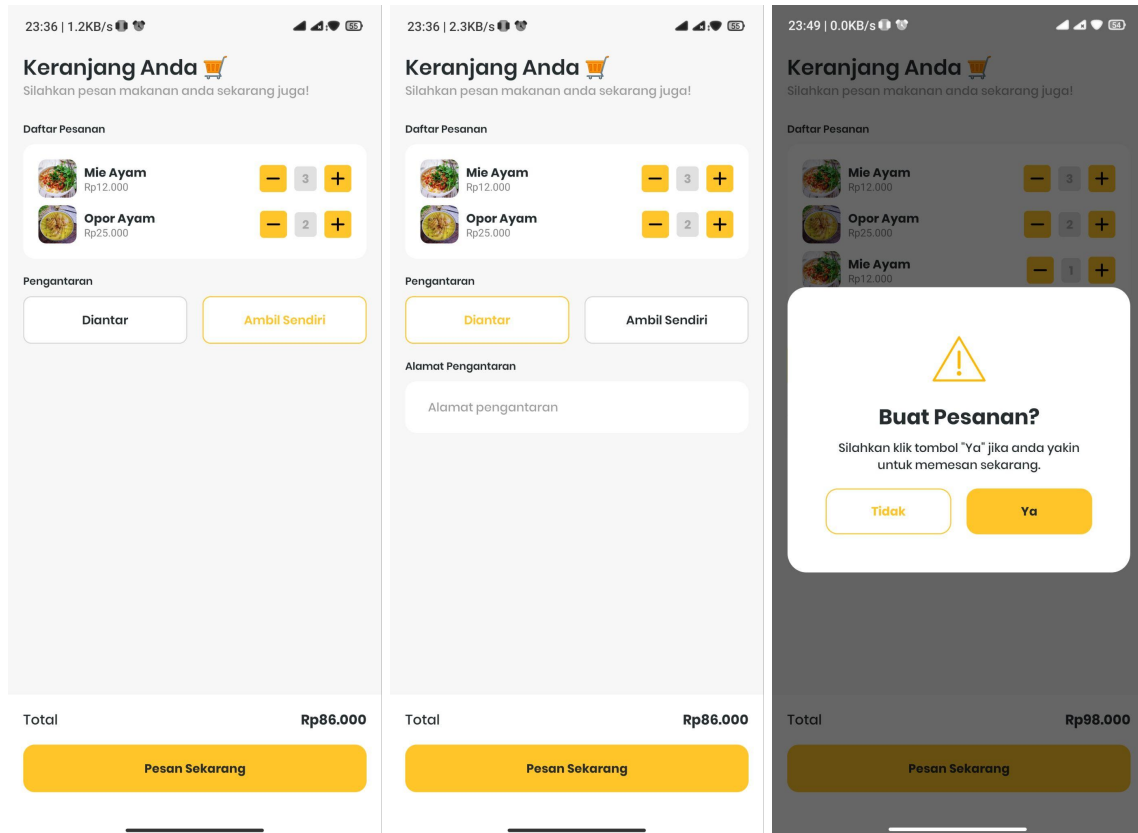 23:36 | 1.2KB/s
55
Keranjang Anda
Silahkan pesan makanan anda sekarang juga!
Daftar Pesanan
Mie Ayam
Rp12.000
3
Opor Ayam
Rp25.000
2
Pengantaran
Diantar
Ambil Sendiri
Total
Rp86.000
Pesan Sekarang
23:36 | 2.3KB/s
55
Keranjang Anda
Silahkan pesan makanan anda sekarang juga!
Daftar Pesanan
Mie Ayam
Rp12.000
3
Opor Ayam
Rp25.000
2
Pengantaran
Diantar
Ambil Sendiri
Alamat Pengantaran
Alamat pengantaran
Total
Rp86.000
Pesan Sekarang
23:49 | 0.0KB/s
54
Keranjang Anda
Silahkan pesan makanan anda sekarang juga!
Daftar Pesanan
Mie Ayam
Rp12.000
3
Opor Ayam
Rp25.000
2
Mie Ayam
Rp12.000
1
Buat Pesanan?
Silahkan klik tombol "Ya" jika anda yakin
untuk memesan sekarang.
Tidak
Ya
Total
Rp98.000
Pesan Sekarang